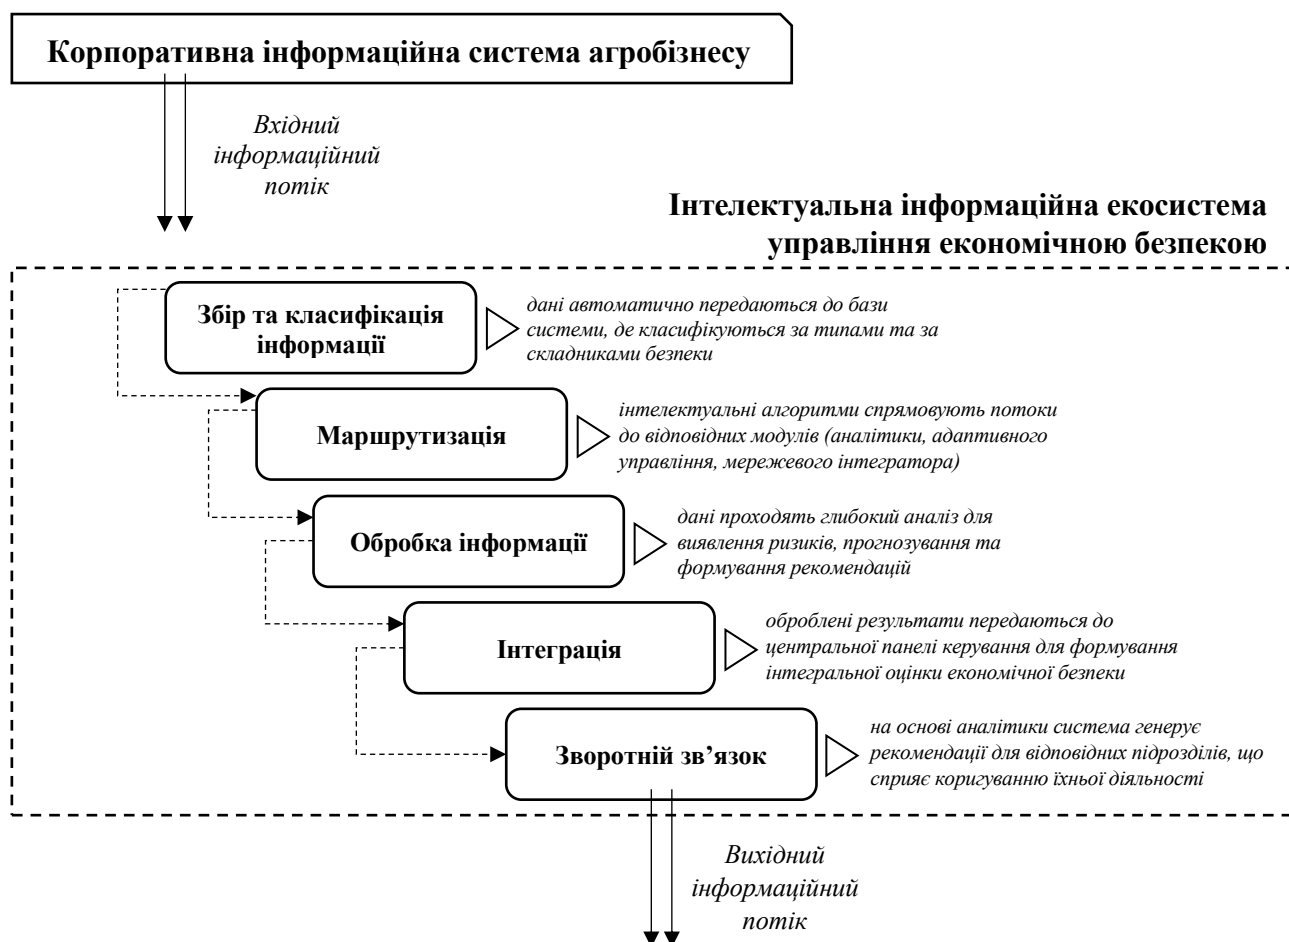 Корпоративна інформаційна система агробізнесу
Вхідний
інформаційний
потік
Інтелектуальна інформаційна екосистема
управління економічною безпекою
Збір та класифікація
інформації
дані автоматично передаються до бази
системи, де класифікуються за типами та за
складниками безпеки
Маршрутизація
інтелектуальні алгоритми спрямовують потоки
до відповідних модулів (аналітики, адаптивного
управління, мережевого інтегратора)
Обробка інформації
дані проходять глибокий аналіз для
виявлення ризиків, прогнозування та
формування рекомендацій
Інтеграція
оброблені результати передаються до
центральної панелі керування для формування
інтегральної оцінки економічної безпеки
Зворотній зв’язок
на основі аналітики система генерує
рекомендації для відповідних підрозділів, що
сприяє коригуванню їхньої діяльності
Вихідний
інформаційний
потік